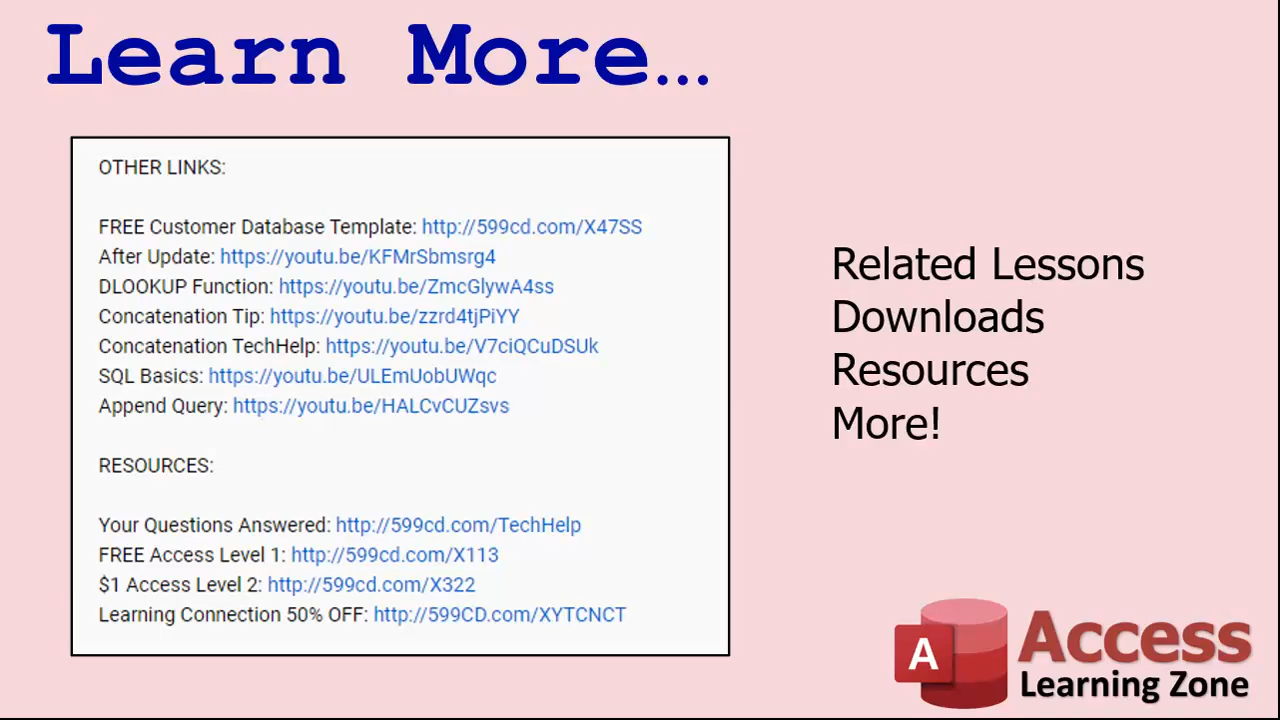 Learn More...
OTHER LINKS:
FREE Customer Database Template: http://599cd.com/X47SS
After Update: https://youtu.be/KFMrSbmsrg4
DLOOKUP Function: https://youtu.be/ZmcGlywA4ss
Concatenation Tip: https://youtu.be/zzrd4tjPiYY
Concatenation TechHelp: https://youtu.be/V7ciQCuDSUk
SQL Basics: https://youtu.be/ULEmUobUWqc
Append Query: https://youtu.be/HALCvCUZsvs
RESOURCES:
Your Questions Answered: http://599cd.com/TechHelp
FREE Access Level 1: http://599cd.com/X113
$1 Access Level 2: http://599cd.com/X322
Learning Connection 50% OFF: http://599CD.com/XYTCNCT
Related Lessons
Downloads
Resources
More!
A
Access
Learning Zone